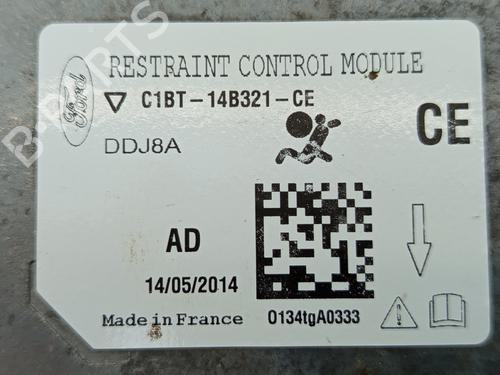 B-PARTS
Ford
RESTRAINT CONTROL MODULE
C1BT-14B321-CE
DDJ8A
CE
AD
14/05/2014
Made in France
0134tgA0333